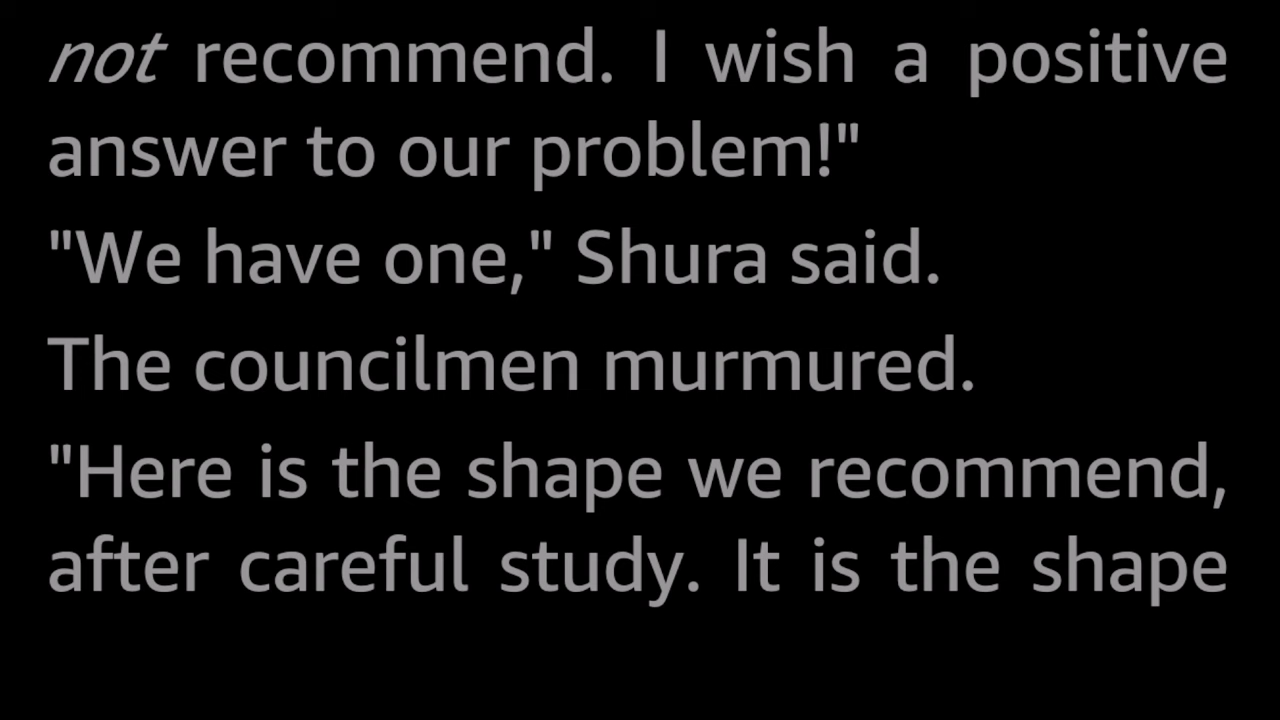 not recommend. I wish a positive
answer to our problem!"
"We have one," Shura said.
The councilmen murmured.
"Here is the shape we recommend,
after careful study. It is the shape